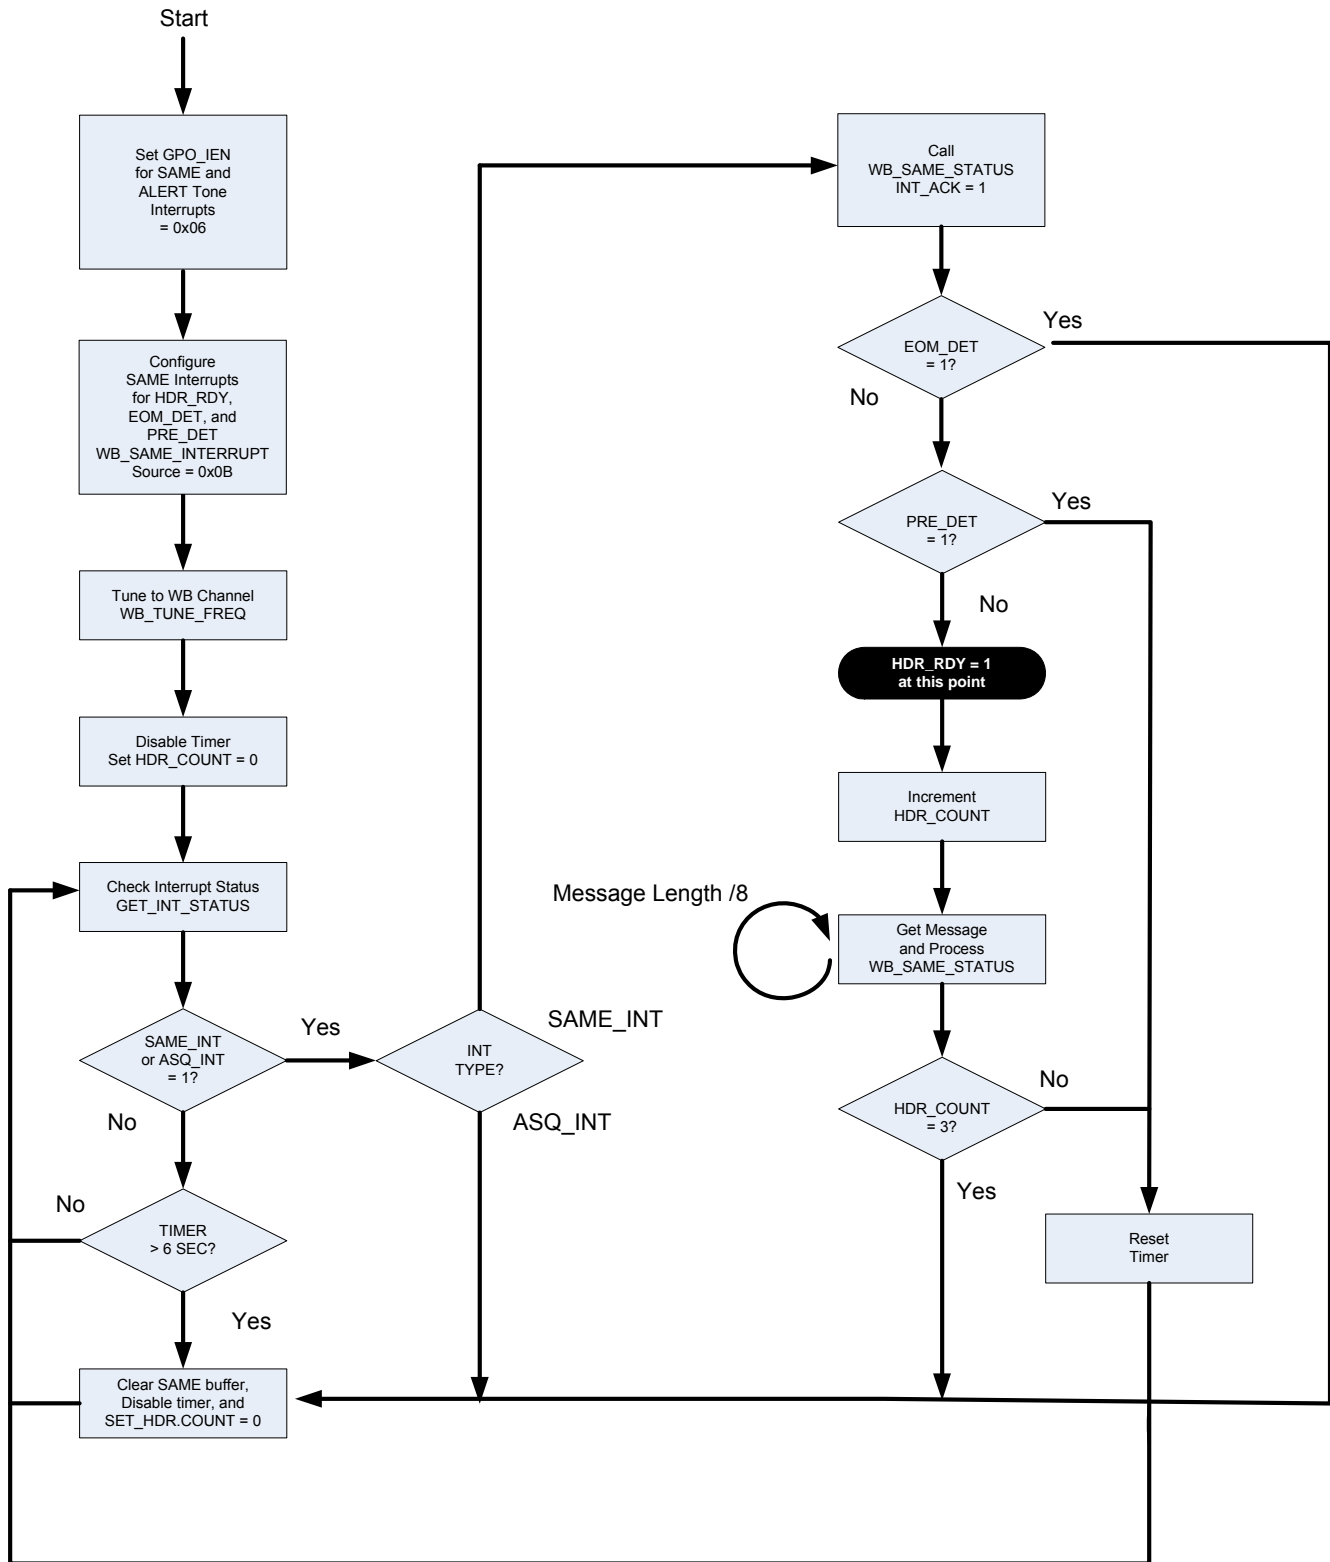 Start
Set GPO_IEN
for SAME and
ALERT Tone
Interrupts
= 0x06
Configure
SAME Interrupts
for HDR_RDY,
EOM_DET, and
PRE_DET
WB_SAME_INTERRUPT
Source = 0x0B
Tune to WB Channel
WB_TUNE_FREQ
Disable Timer
Set HDR_COUNT = 0
Check Interrupt Status
GET_INT_STATUS
SAME_INT
or ASQ_INT
= 1?
Yes
No
TIMER
> 6 SEC?
No
Yes
Clear SAME buffer,
Disable timer, and
SET_HDR.COUNT = 0
INT
TYPE?
SAME_INT
ASQ_INT
Call
WB_SAME_STATUS
INT_ACK = 1
EOM_DET
= 1?
Yes
No
PRE_DET
= 1?
Yes
No
HDR_RDY = 1
at this point
Increment
HDR_COUNT
Message Length /8
Get Message
and Process
WB_SAME_STATUS
HDR_COUNT
= 3?
No
Yes
Reset
Timer